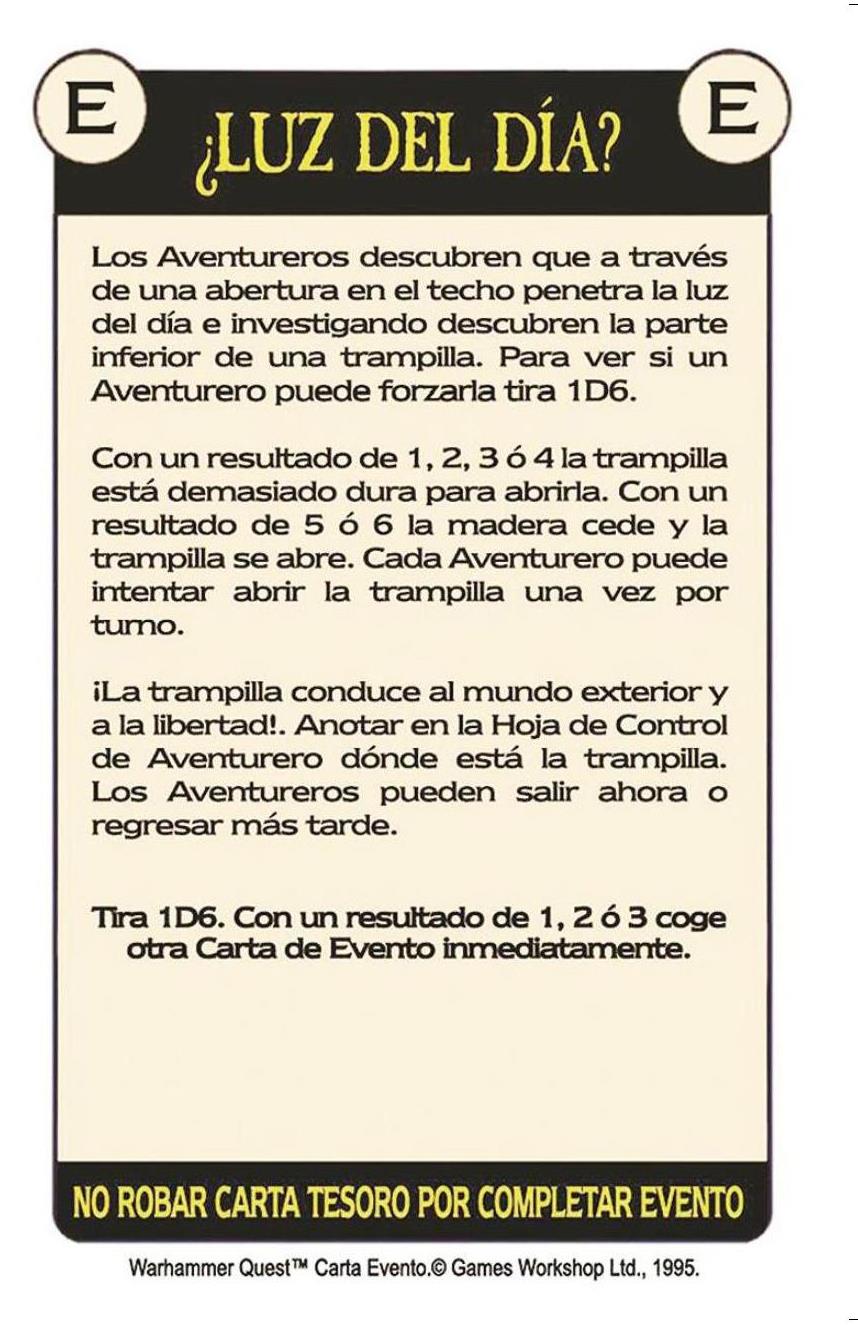 E
E
¿LUZ DEL DÍA?
Los Aventureros descubren que a través
de una abertura en el techo penetra la luz
del día e investigando descubren la parte
inferior de una trampilla. Para ver si un
Aventurero puede forzarla tira 1D6.
Con un resultado de 1, 2, 3 ó 4 la trampilla
está demasiado dura para abrirla. Con un
resultado de 5 ó 6 la madera cede y la
trampilla se abre. Cada Aventurero puede
intentar abrir la trampilla una vez por
turno.
¡La trampilla conduce al mundo exterior y
a la libertad!. Anotar en la Hoja de Control
de Aventurero dónde está la trampilla.
Los Aventureros pueden salir ahora o
regresar más tarde.
Tira 1D6. Con un resultado de 1, 2 ó 3 coge
otra Carta de Evento inmediatamente.
NO ROBAR CARTA TESORO POR COMPLETAR EVENTO
Warhammer Quest™ Carta Evento.© Games Workshop Ltd., 1995.